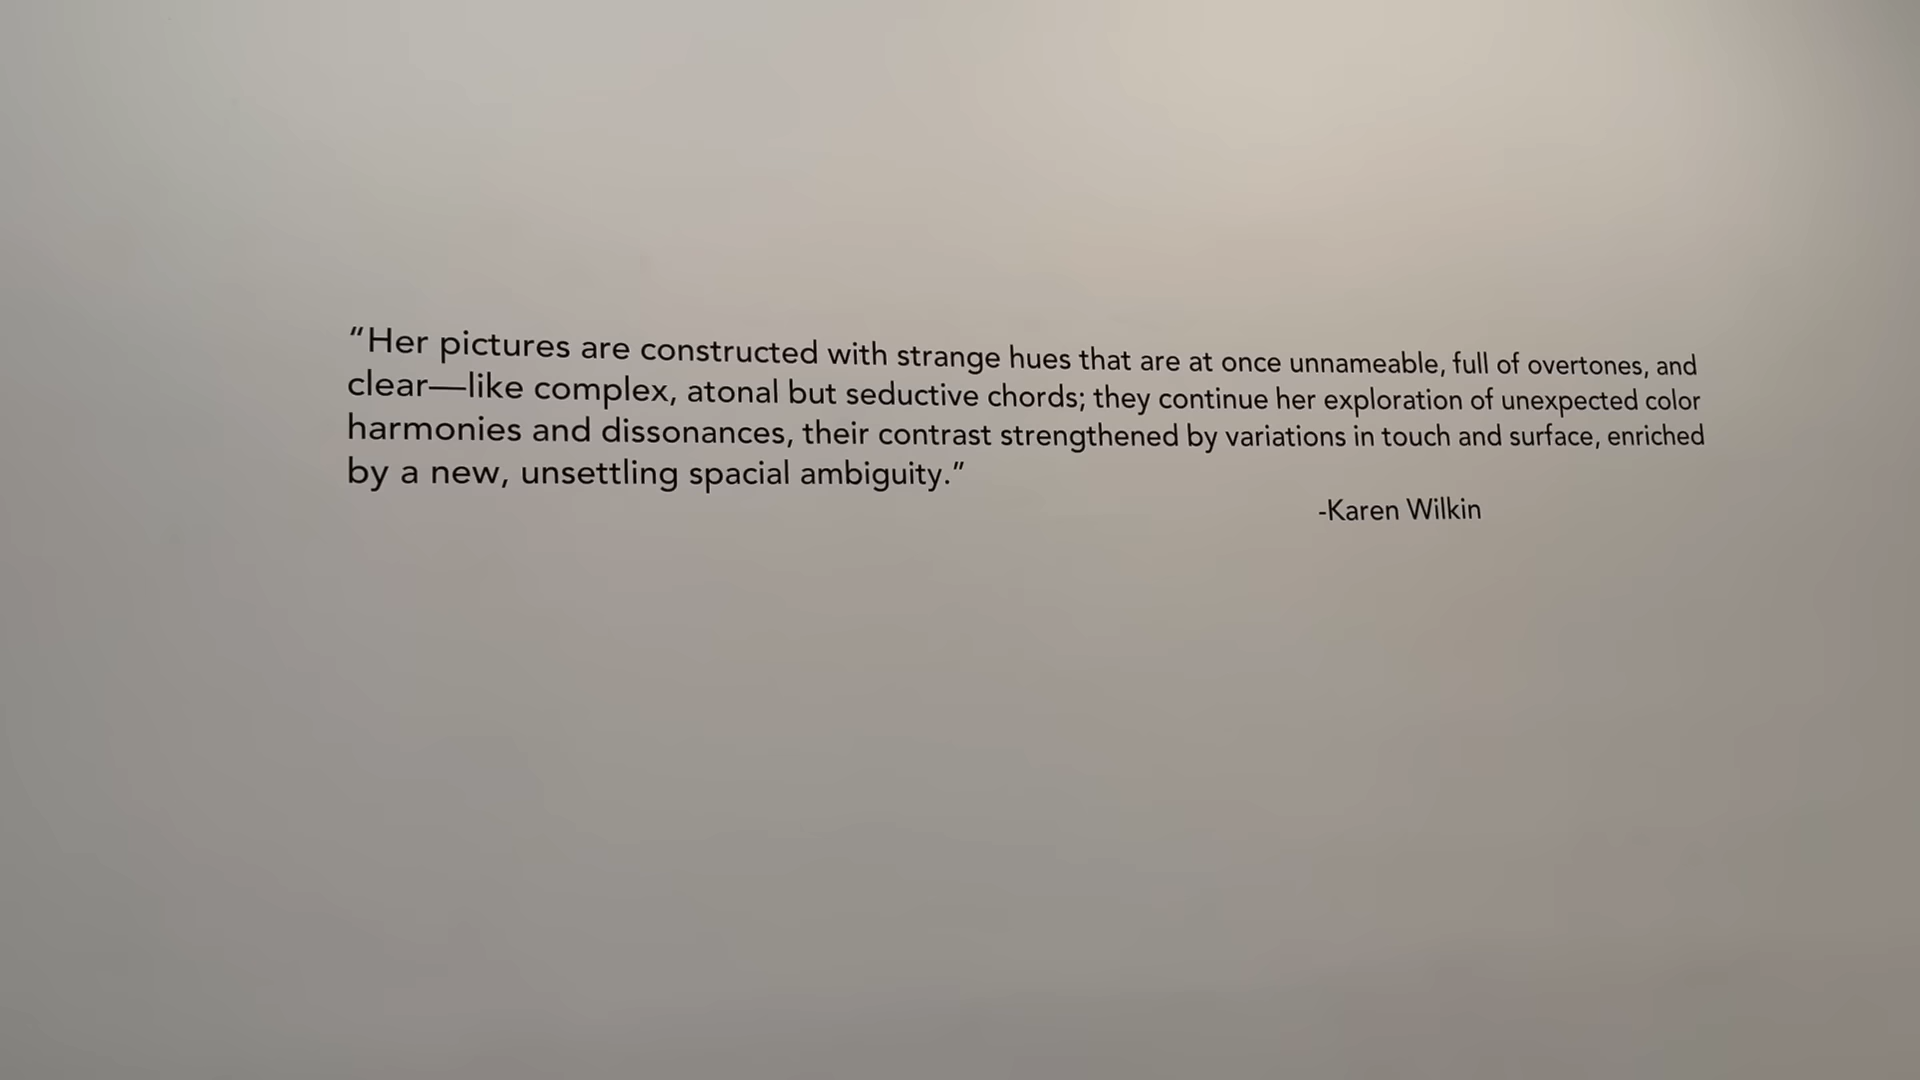 “Her pictures are constructed with strange hues that are at once unnameable, full of overtones, and
clear—like complex, atonal but seductive chords; they continue her exploration of unexpected color
harmonies and dissonances, their contrast strengthened by variations in touch and surface, enriched
by a new, unsettling spacial ambiguity.”
-Karen Wilkin